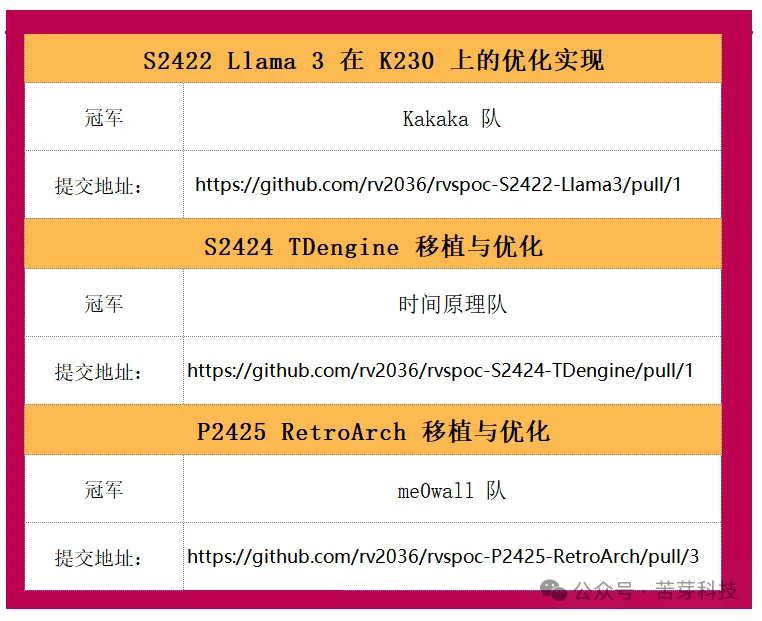 S2422 Llama 3 在 K230 上的优化实现
冠军
Kakaka 队
提交地址：
https://github.com/rv2036/rvspoc-S2422-Llama3/pull/1
S2424 TDengine 移植与优化
冠军
时间原理队
提交地址：
https://github.com/rv2036/rvspoc-S2424-TDengine/pull/1
P2425 RetroArch 移植与优化
冠军
me0wall 队
提交地址：
https://github.com/rv2036/rvspoc-P2425-RetroArch/pull/3
公众号 · 苦芽科技